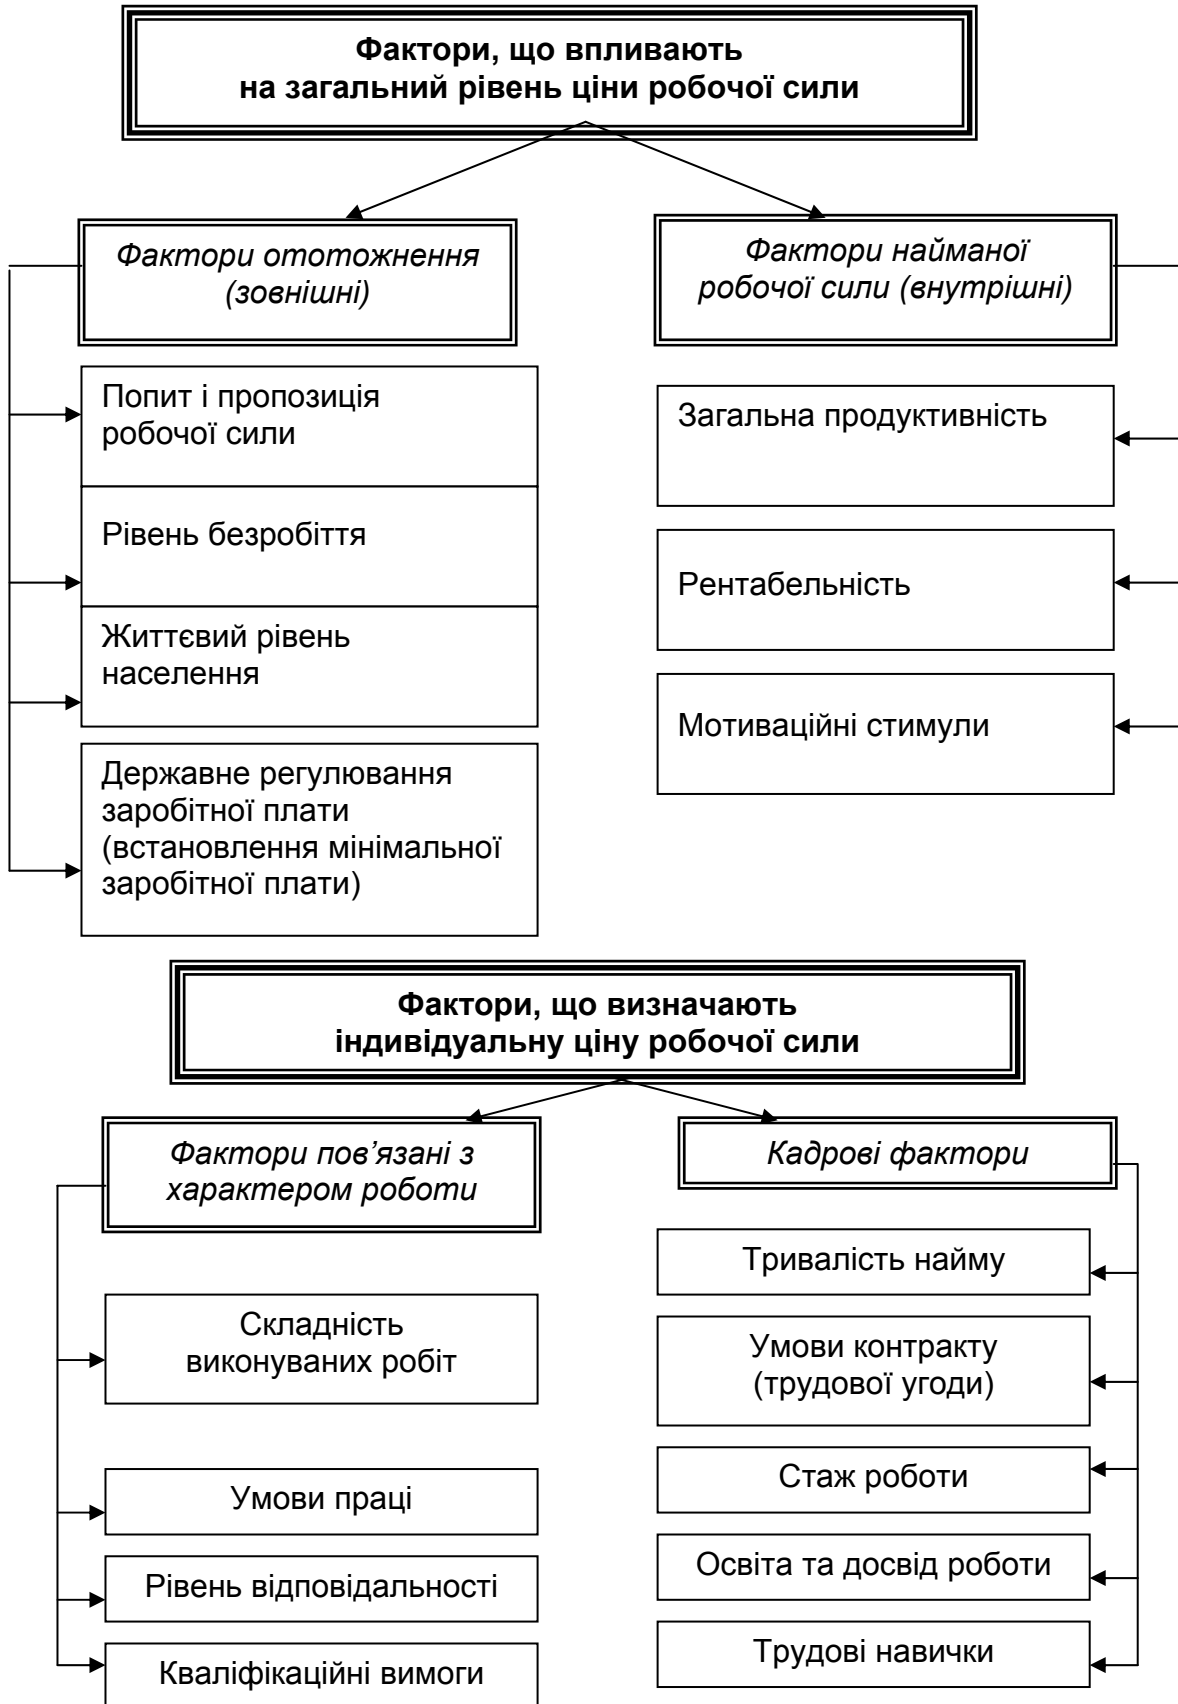 Фактори, що впливають
на загальний рівень ціни робочої сили
Фактори ототожнення
(зовнішні)
Попит і пропозиція
робочої сили
Рівень безробіття
Життєвий рівень
населення
Державне регулювання
заробітної плати
(встановлення мінімальної
заробітної плати)
Фактори найманої
робочої сили (внутрішні)
Загальна продуктивність
Рентабельність
Мотиваційні стимули
Фактори, що визначають
індивідуальну ціну робочої сили
Фактори пов’язані з
характером роботи
Складність
виконуваних робіт
Умови праці
Рівень відповідальності
Кваліфікаційні вимоги
Кадрові фактори
Тривалість найму
Умови контракту
(трудової угоди)
Стаж роботи
Освіта та досвід роботи
Трудові навички